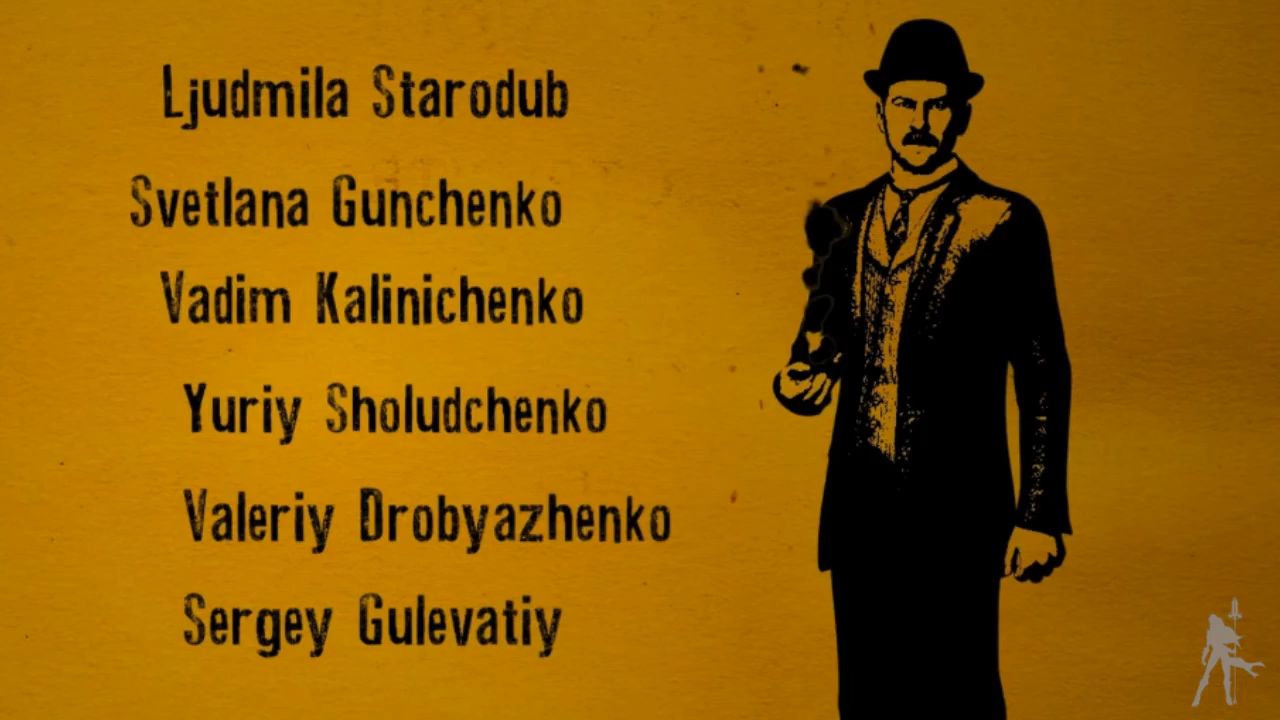 Ljudmila Starodub
Svetlana Gunchenko
Vadim Kalinichenko
Yuriy Sholudchenko
Valeriy Drobyazhenko
Sergey Gulevatiy